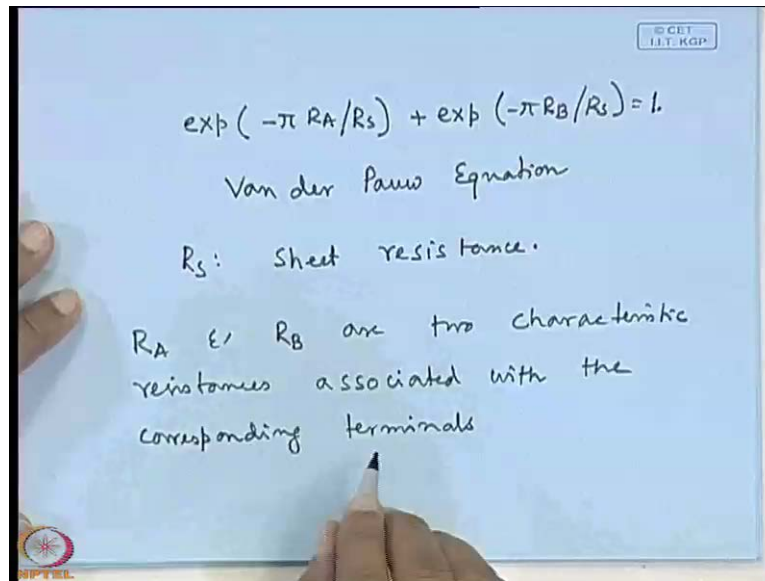 © CET
I.I.T. KGP
exp ( -π RA/RS) + exp (-π RB/RS) = 1.
Van der Pauw Equation
RS : Sheet resistance.
RA & RB are two characteristic
reistances associated with the
corresponding terminals
NPTEL